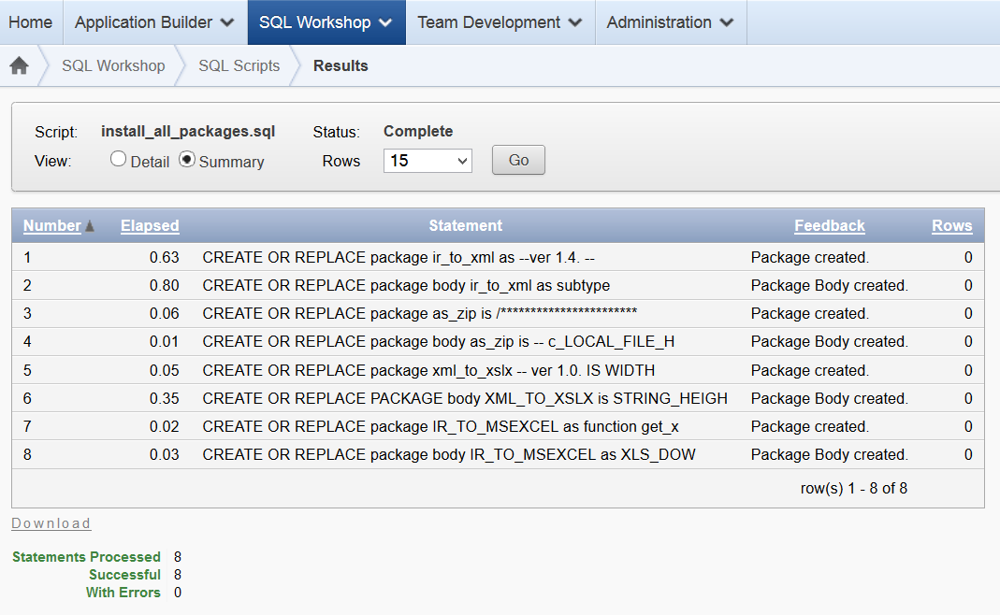 Home Application Builder SQL Workshop Team Development Administration
SQL Workshop SQL Scripts Results
Script: install_all_packages.sql Status: Complete
View: Detail Summary Rows 15 Go
Number Elapsed Statement Feedback Rows
1 0.63 CREATE OR REPLACE package ir_to_xml as --ver 1.4. -- Package created. 0
2 0.80 CREATE OR REPLACE package body ir_to_xml as subtype Package Body created. 0
3 0.06 CREATE OR REPLACE package as_zip is /*********************** Package created. 0
4 0.01 CREATE OR REPLACE package body as_zip is -- c_LOCAL_FILE_H Package Body created. 0
5 0.05 CREATE OR REPLACE package xml_to_xslx -- ver 1.0. IS WIDTH Package created. 0
6 0.35 CREATE OR REPLACE PACKAGE body XML_TO_XSLX is STRING_HEIGH Package Body created. 0
7 0.02 CREATE OR REPLACE package IR_TO_MSEXCEL as function get_x Package created. 0
8 0.03 CREATE OR REPLACE package body IR_TO_MSEXCEL as XLS_DOW Package Body created. 0
row(s) 1 - 8 of 8
Download
Statements Processed 8
Successful 8
With Errors 0